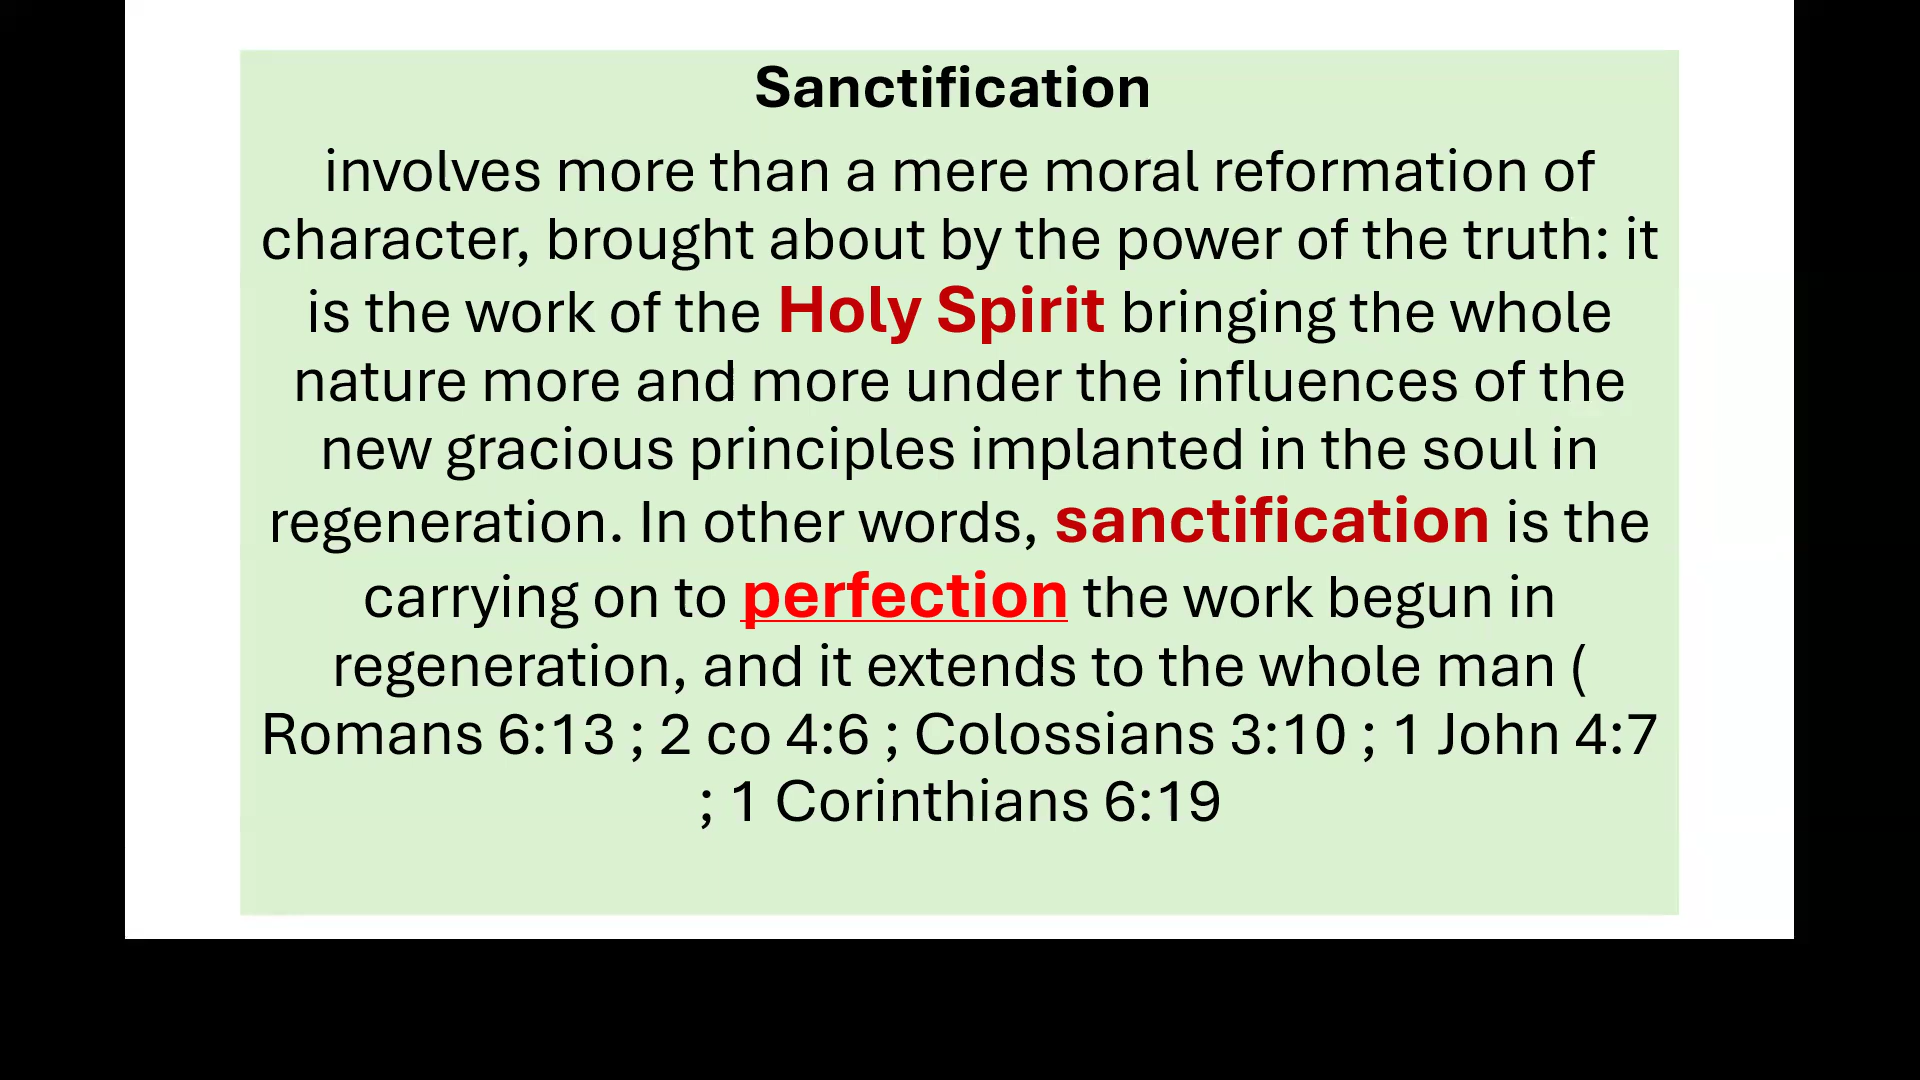 Sanctification
involves more than a mere moral reformation of
character, brought about by the power of the truth: it
is the work of the Holy Spirit bringing the whole
nature more and more under the influences of the
new gracious principles implanted in the soul in
regeneration. In other words, sanctification is the
carrying on to perfection the work begun in
regeneration, and it extends to the whole man (
Romans 6:13 ; 2 co 4:6 ; Colossians 3:10 ; 1 John 4:7
; 1 Corinthians 6:19